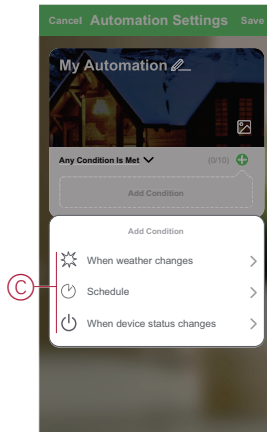 Cancel Automation Settings Save
My Automation
Any Condition Is Met (0/10)
Add Condition
Add Condition
When weather changes
C
Schedule
When device status changes